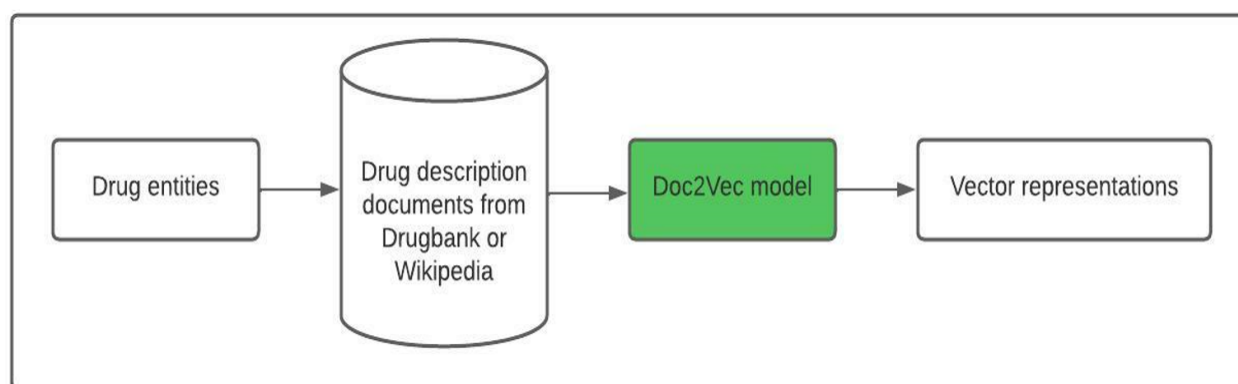 Drug entities
Drug description
documents from
Drugbank or
Wikipedia
Doc2Vec model
Vector representations